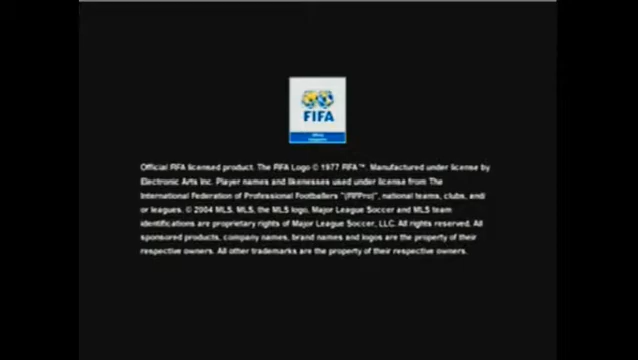 FIFA
Official FIFA licensed product. The FIFA Logo © 1977 FIFA™. Manufactured under license by
Electronic Arts Inc. Player names and likenesses used under license from The
International Federation of Professional Footballers "(FIFPro)", national teams, clubs, and/
or leagues. © 2004 MLS. MLS, the MLS logo, Major League Soccer and MLS team
identifications are proprietary rights of Major League Soccer, LLC. All rights reserved. All
sponsored products, company names, brand names and logos are the property of their
respective owners. All other trademarks are the property of their respective owners.